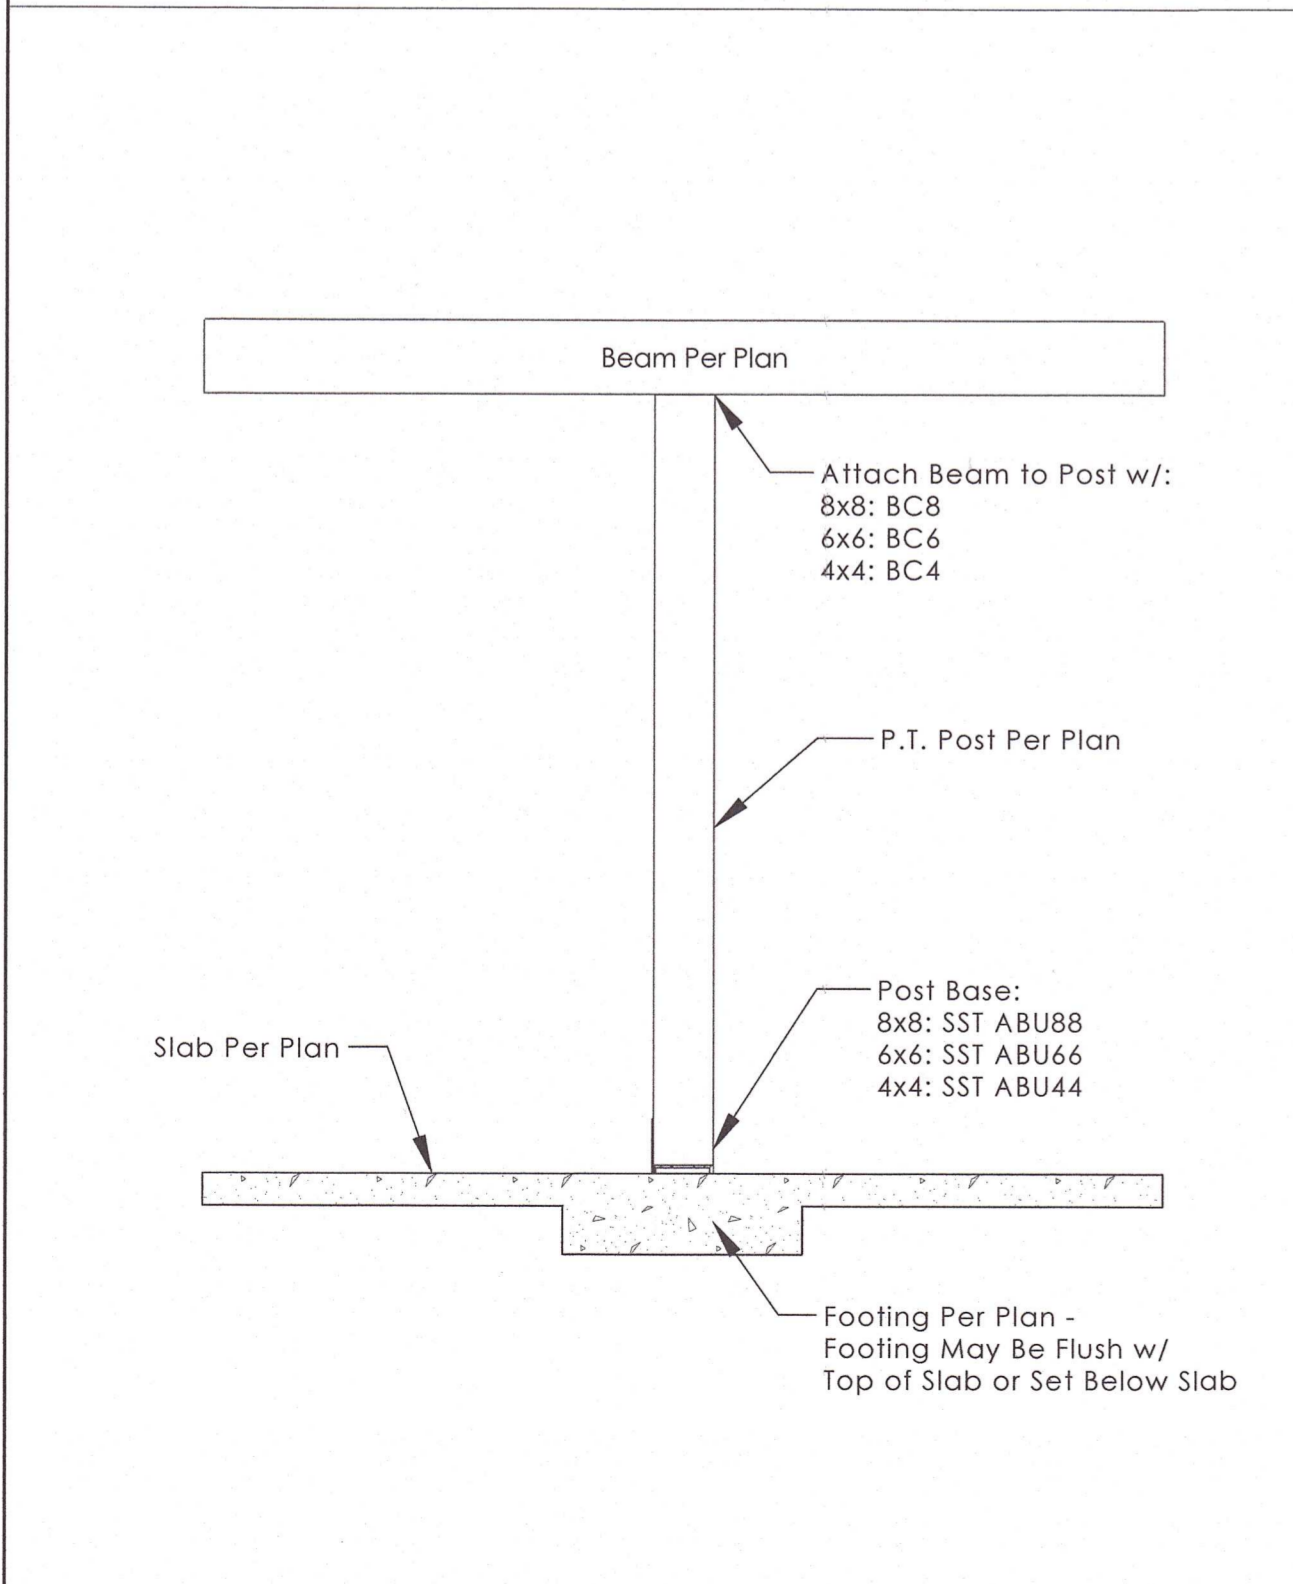 Beam Per Plan
Attach Beam to Post w/:
8x8: BC8
6x6: BC6
4x4: BC4
P.T. Post Per Plan
Post Base:
8x8: SST ABU88
6x6: SST ABU66
4x4: SST ABU44
Slab Per Plan
Footing Per Plan -
Footing May Be Flush w/
Top of Slab or Set Below Slab